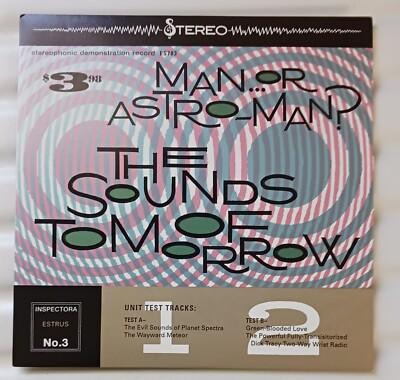 STEREO
stereophonic demonstration record ES783
$3.98
MAN... OR
ASTRO-MAN?
THE
SOUNDS
OF
TOMORROW
INSPECTORA
ESTRUS
No.3
UNIT TEST TRACKS:
1 2
TEST A–
The Evil Sounds of Planet Spectra
The Wayward Meteor
TEST B–
Green-Blooded Love
The Powerful Fully-Transisitorized
Dick Tracy Two-Way Wrist Radio